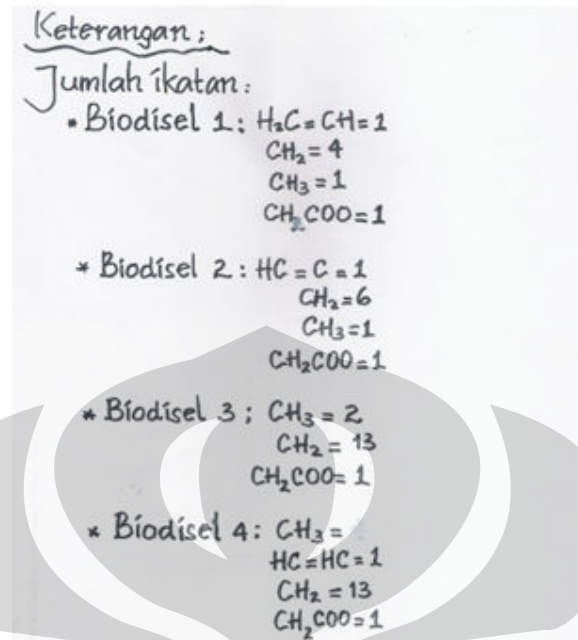 Keterangan :
Jumlah ikatan :
• Biodisel 1 : H₂C = CH = 1
CH₂ = 4
CH₃ = 1
CH₂COO = 1
* Biodisel 2 : HC = C = 1
CH₂ = 6
CH₃ = 1
CH₂COO = 1
* Biodisel 3 ; CH₃ = 2
CH₂ = 13
CH₂COO = 1
* Biodisel 4 : CH₃ =
HC = HC = 1
CH₂ = 13
CH₂COO = 1